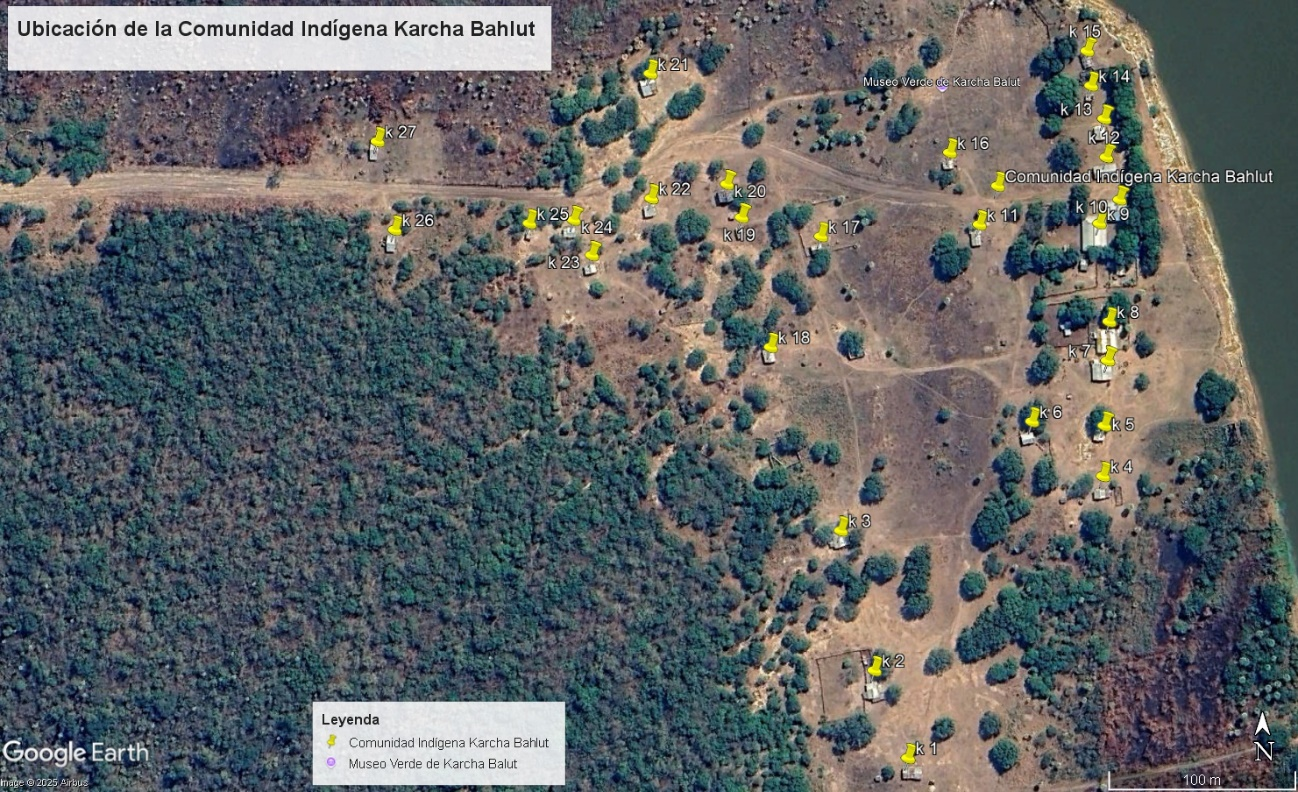 Ubicación de la Comunidad Indígena Karcha Bahlut
k 15
k 21
k 14
Museo Verde de Karcha Balut
k 13
k 27
k 12
k 16
Comunidad Indígena Karcha Bahlut
k 22
k 20
k 10
k 9
k 26
k 25
k 24
k 19
k 17
k 11
k 23
k 8
k 18
k 7
k 6
k 5
k 4
k 3
k 2
Leyenda
Comunidad Indígena Karcha Bahlut
Museo Verde de Karcha Balut
k 1
Google Earth
Image © 2025 Airbus
N
100 m